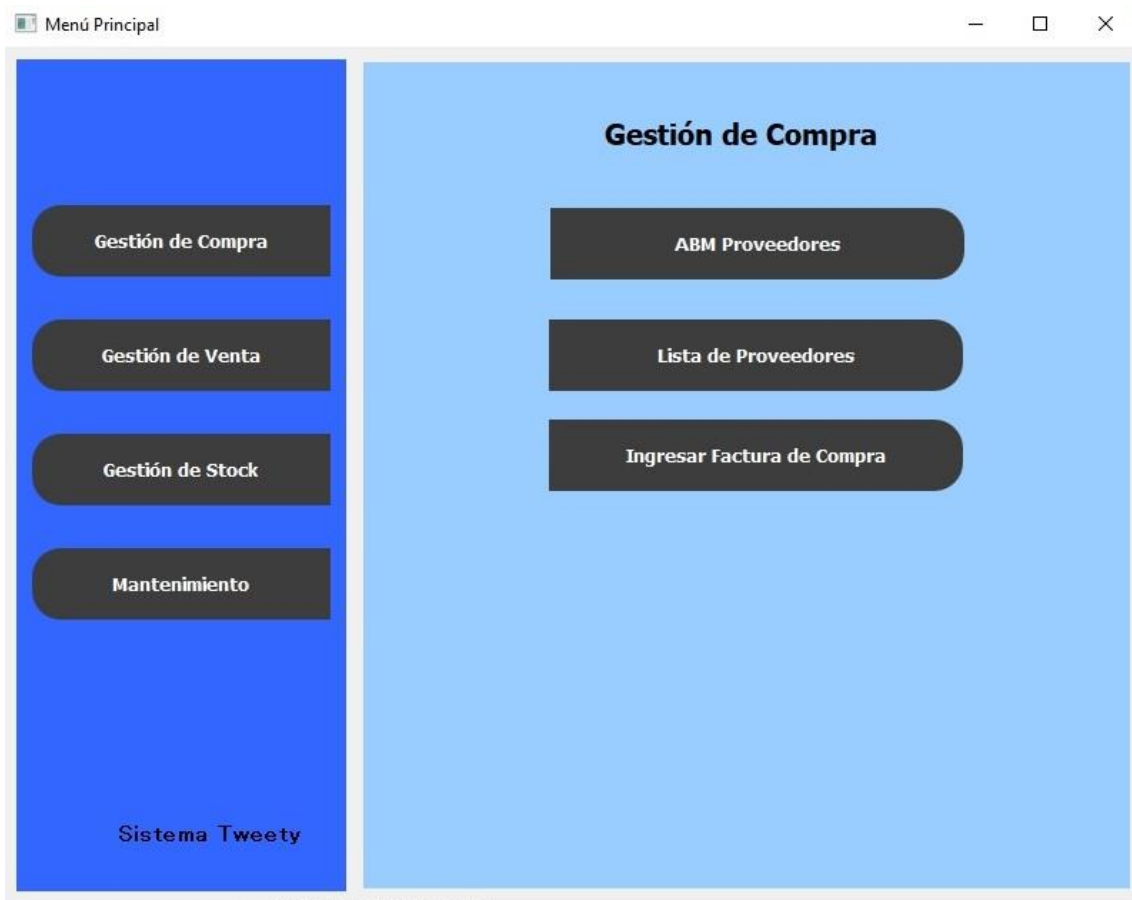 Menú Principal
Gestión de Compra
Gestión de Venta
Gestión de Stock
Mantenimiento
Sistema Tweety
Gestión de Compra
ABM Proveedores
Lista de Proveedores
Ingresar Factura de Compra